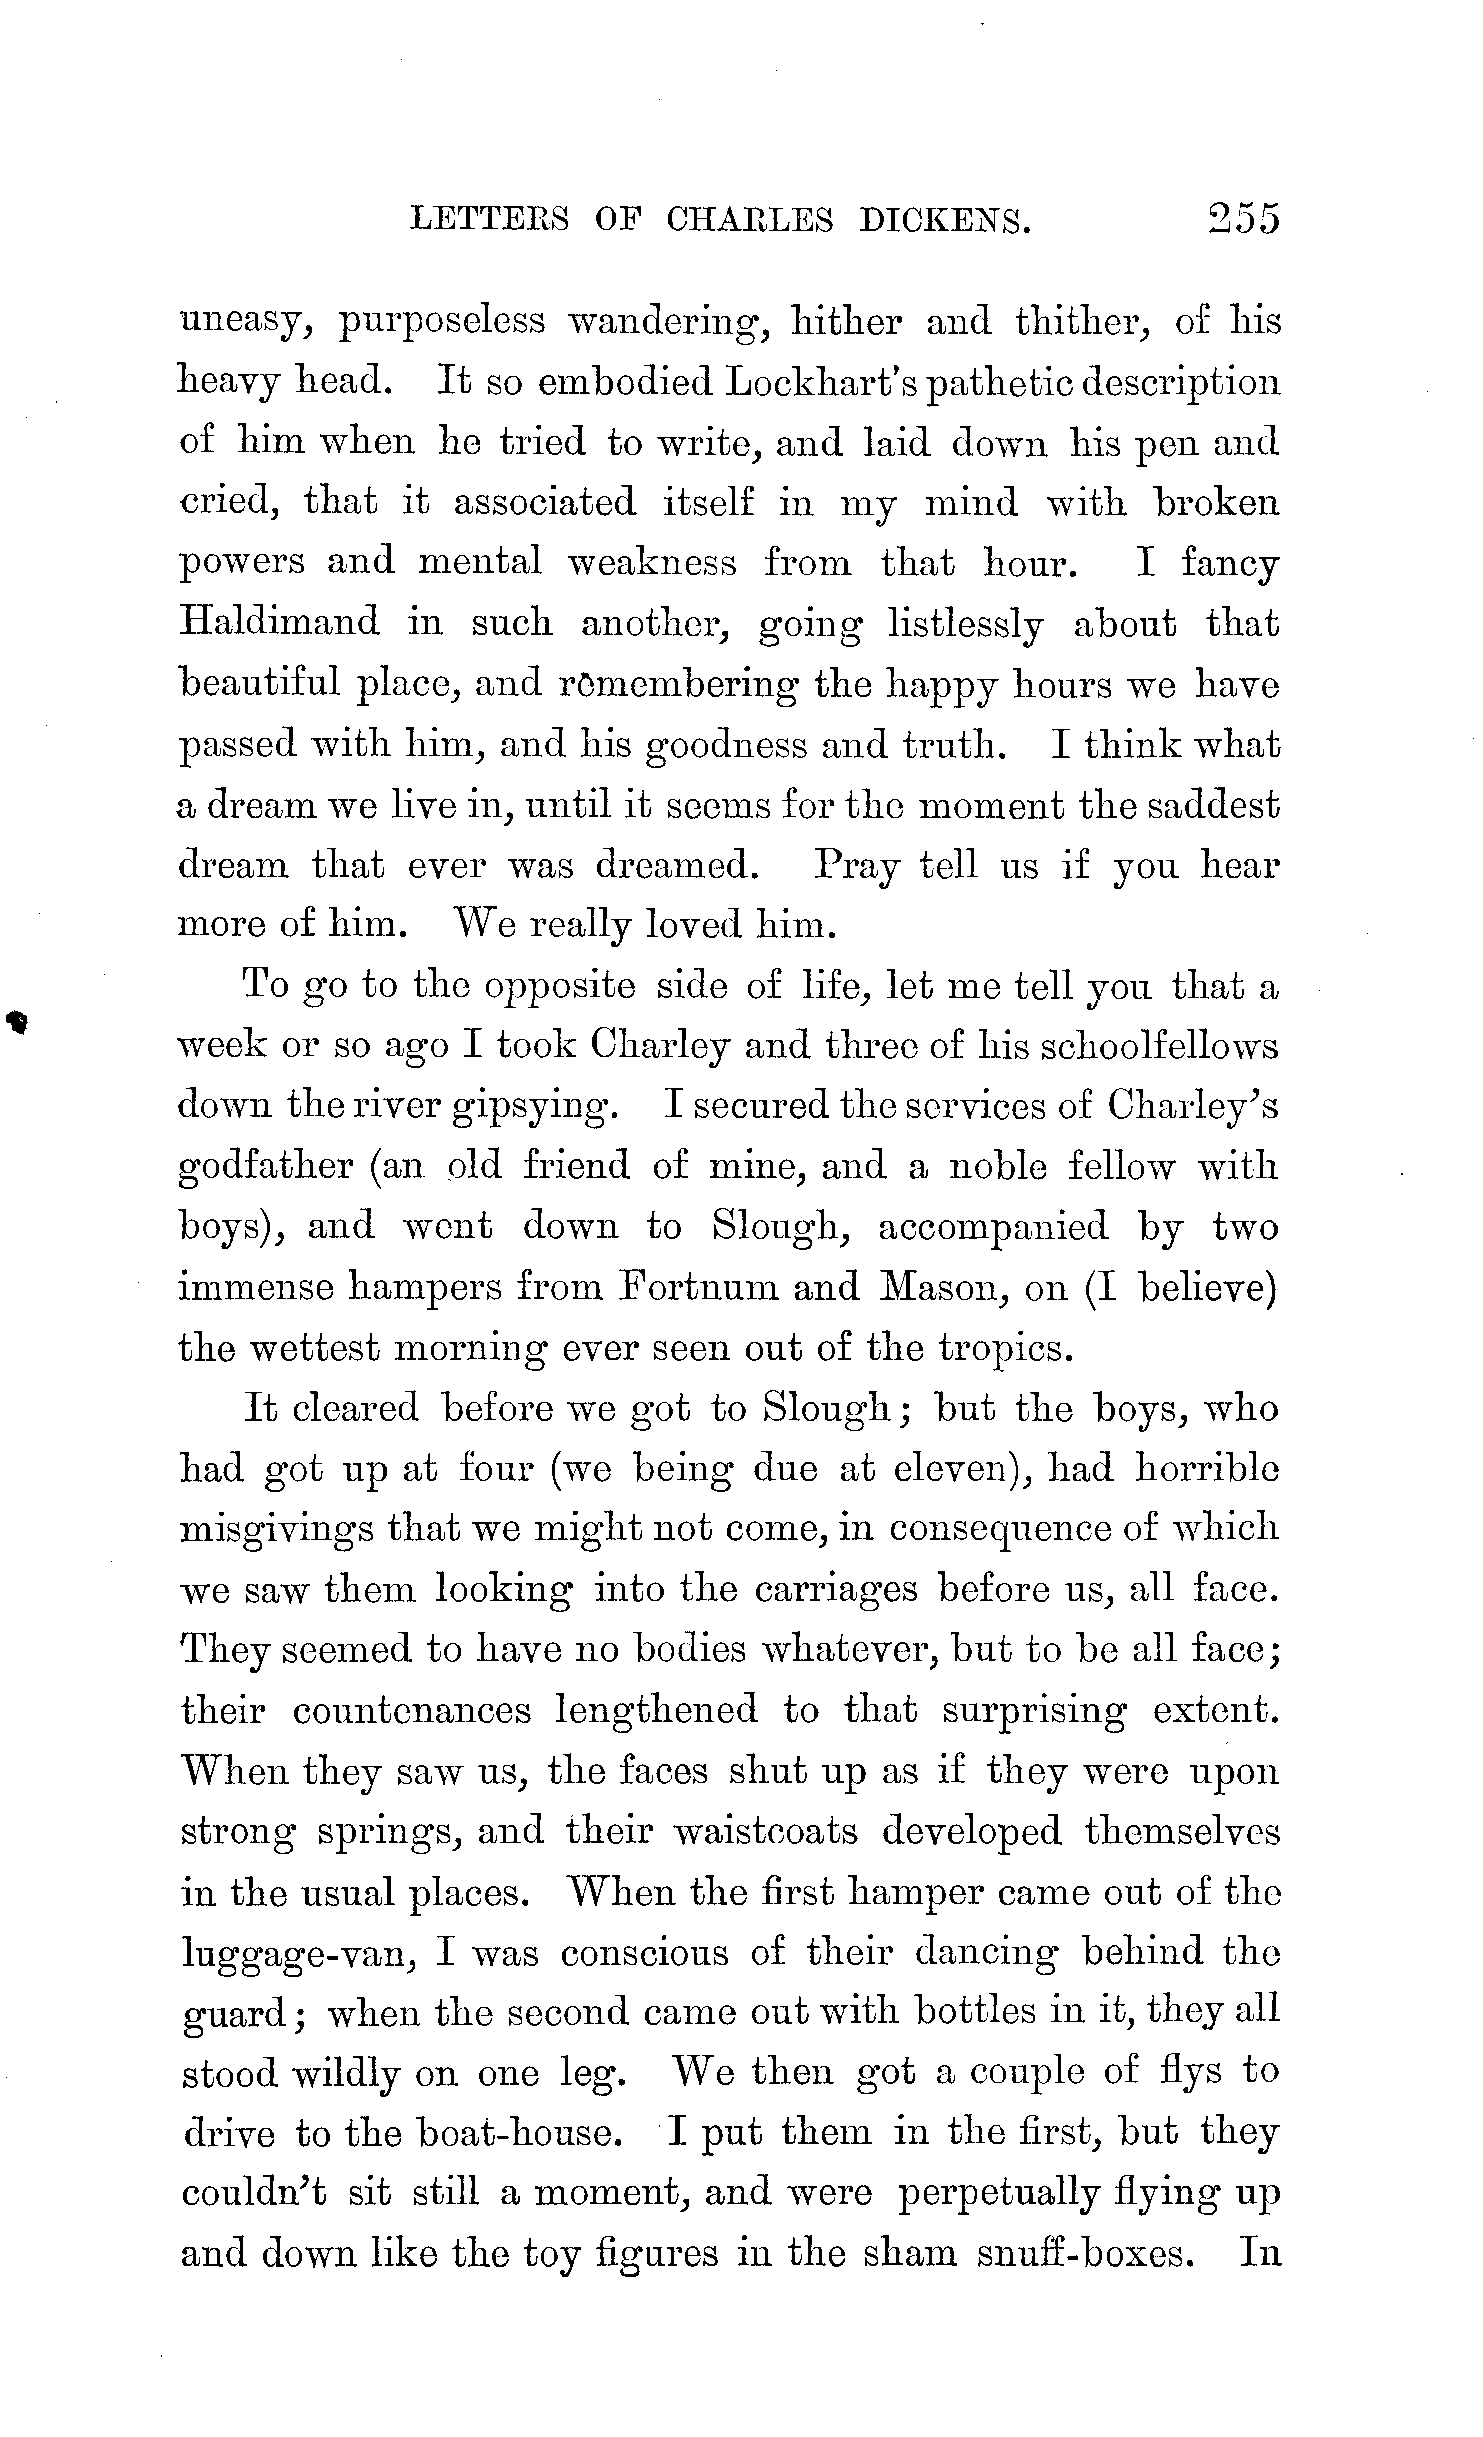 LETTERS OF CHARLES DICKENS. 255
uneasy, purposeless wandering, hither and thither, of his
heavy head. It so embodied Lockhart's pathetic description
of him when he tried to write, and laid down his pen and
cried, that it associated itself in my mind with broken
powers and mental weakness from that hour. I fancy
Haldimand in such another, going listlessly about that
beautiful place, and remembering the happy hours we have
passed with him, and his goodness and truth. I think what
a dream we live in, until it seems for the moment the saddest
dream that ever was dreamed. Pray tell us if you hear
more of him. We really loved him.
To go to the opposite side of life, let me tell you that a
week or so ago I took Charley and three of his schoolfellows
down the river gipsying. I secured the services of Charley's
godfather (an old friend of mine, and a noble fellow with
boys), and went down to Slough, accompanied by two
immense hampers from Fortnum and Mason, on (I believe)
the wettest morning ever seen out of the tropics.
It cleared before we got to Slough; but the boys, who
had got up at four (we being due at eleven), had horrible
misgivings that we might not come, in consequence of which
we saw them looking into the carriages before us, all face.
They seemed to have no bodies whatever, but to be all face;
their countenances lengthened to that surprising extent.
When they saw us, the faces shut up as if they were upon
strong springs, and their waistcoats developed themselves
in the usual places. When the first hamper came out of the
luggage-van, I was conscious of their dancing behind the
guard; when the second came out with bottles in it, they all
stood wildly on one leg. We then got a couple of flys to
drive to the boat-house. I put them in the first, but they
couldn't sit still a moment, and were perpetually flying up
and down like the toy figures in the sham snuff-boxes. In